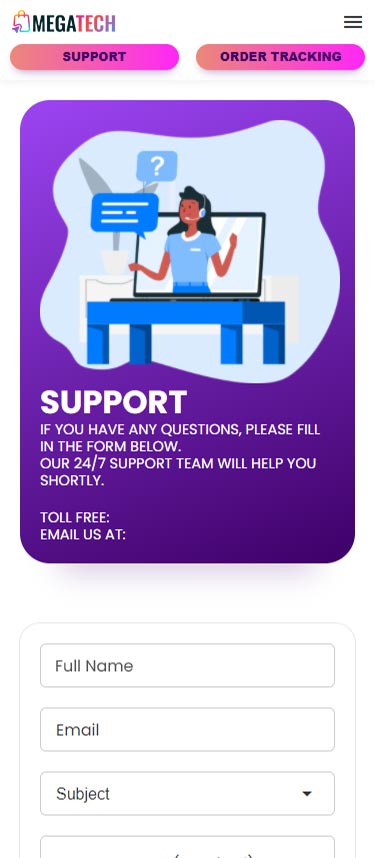 MEGATECH
SUPPORT
ORDER TRACKING
?
SUPPORT
IF YOU HAVE ANY QUESTIONS, PLEASE FILL
IN THE FORM BELOW.
OUR 24/7 SUPPORT TEAM WILL HELP YOU
SHORTLY.
TOLL FREE:
EMAIL US AT:
Full Name
Email
Subject